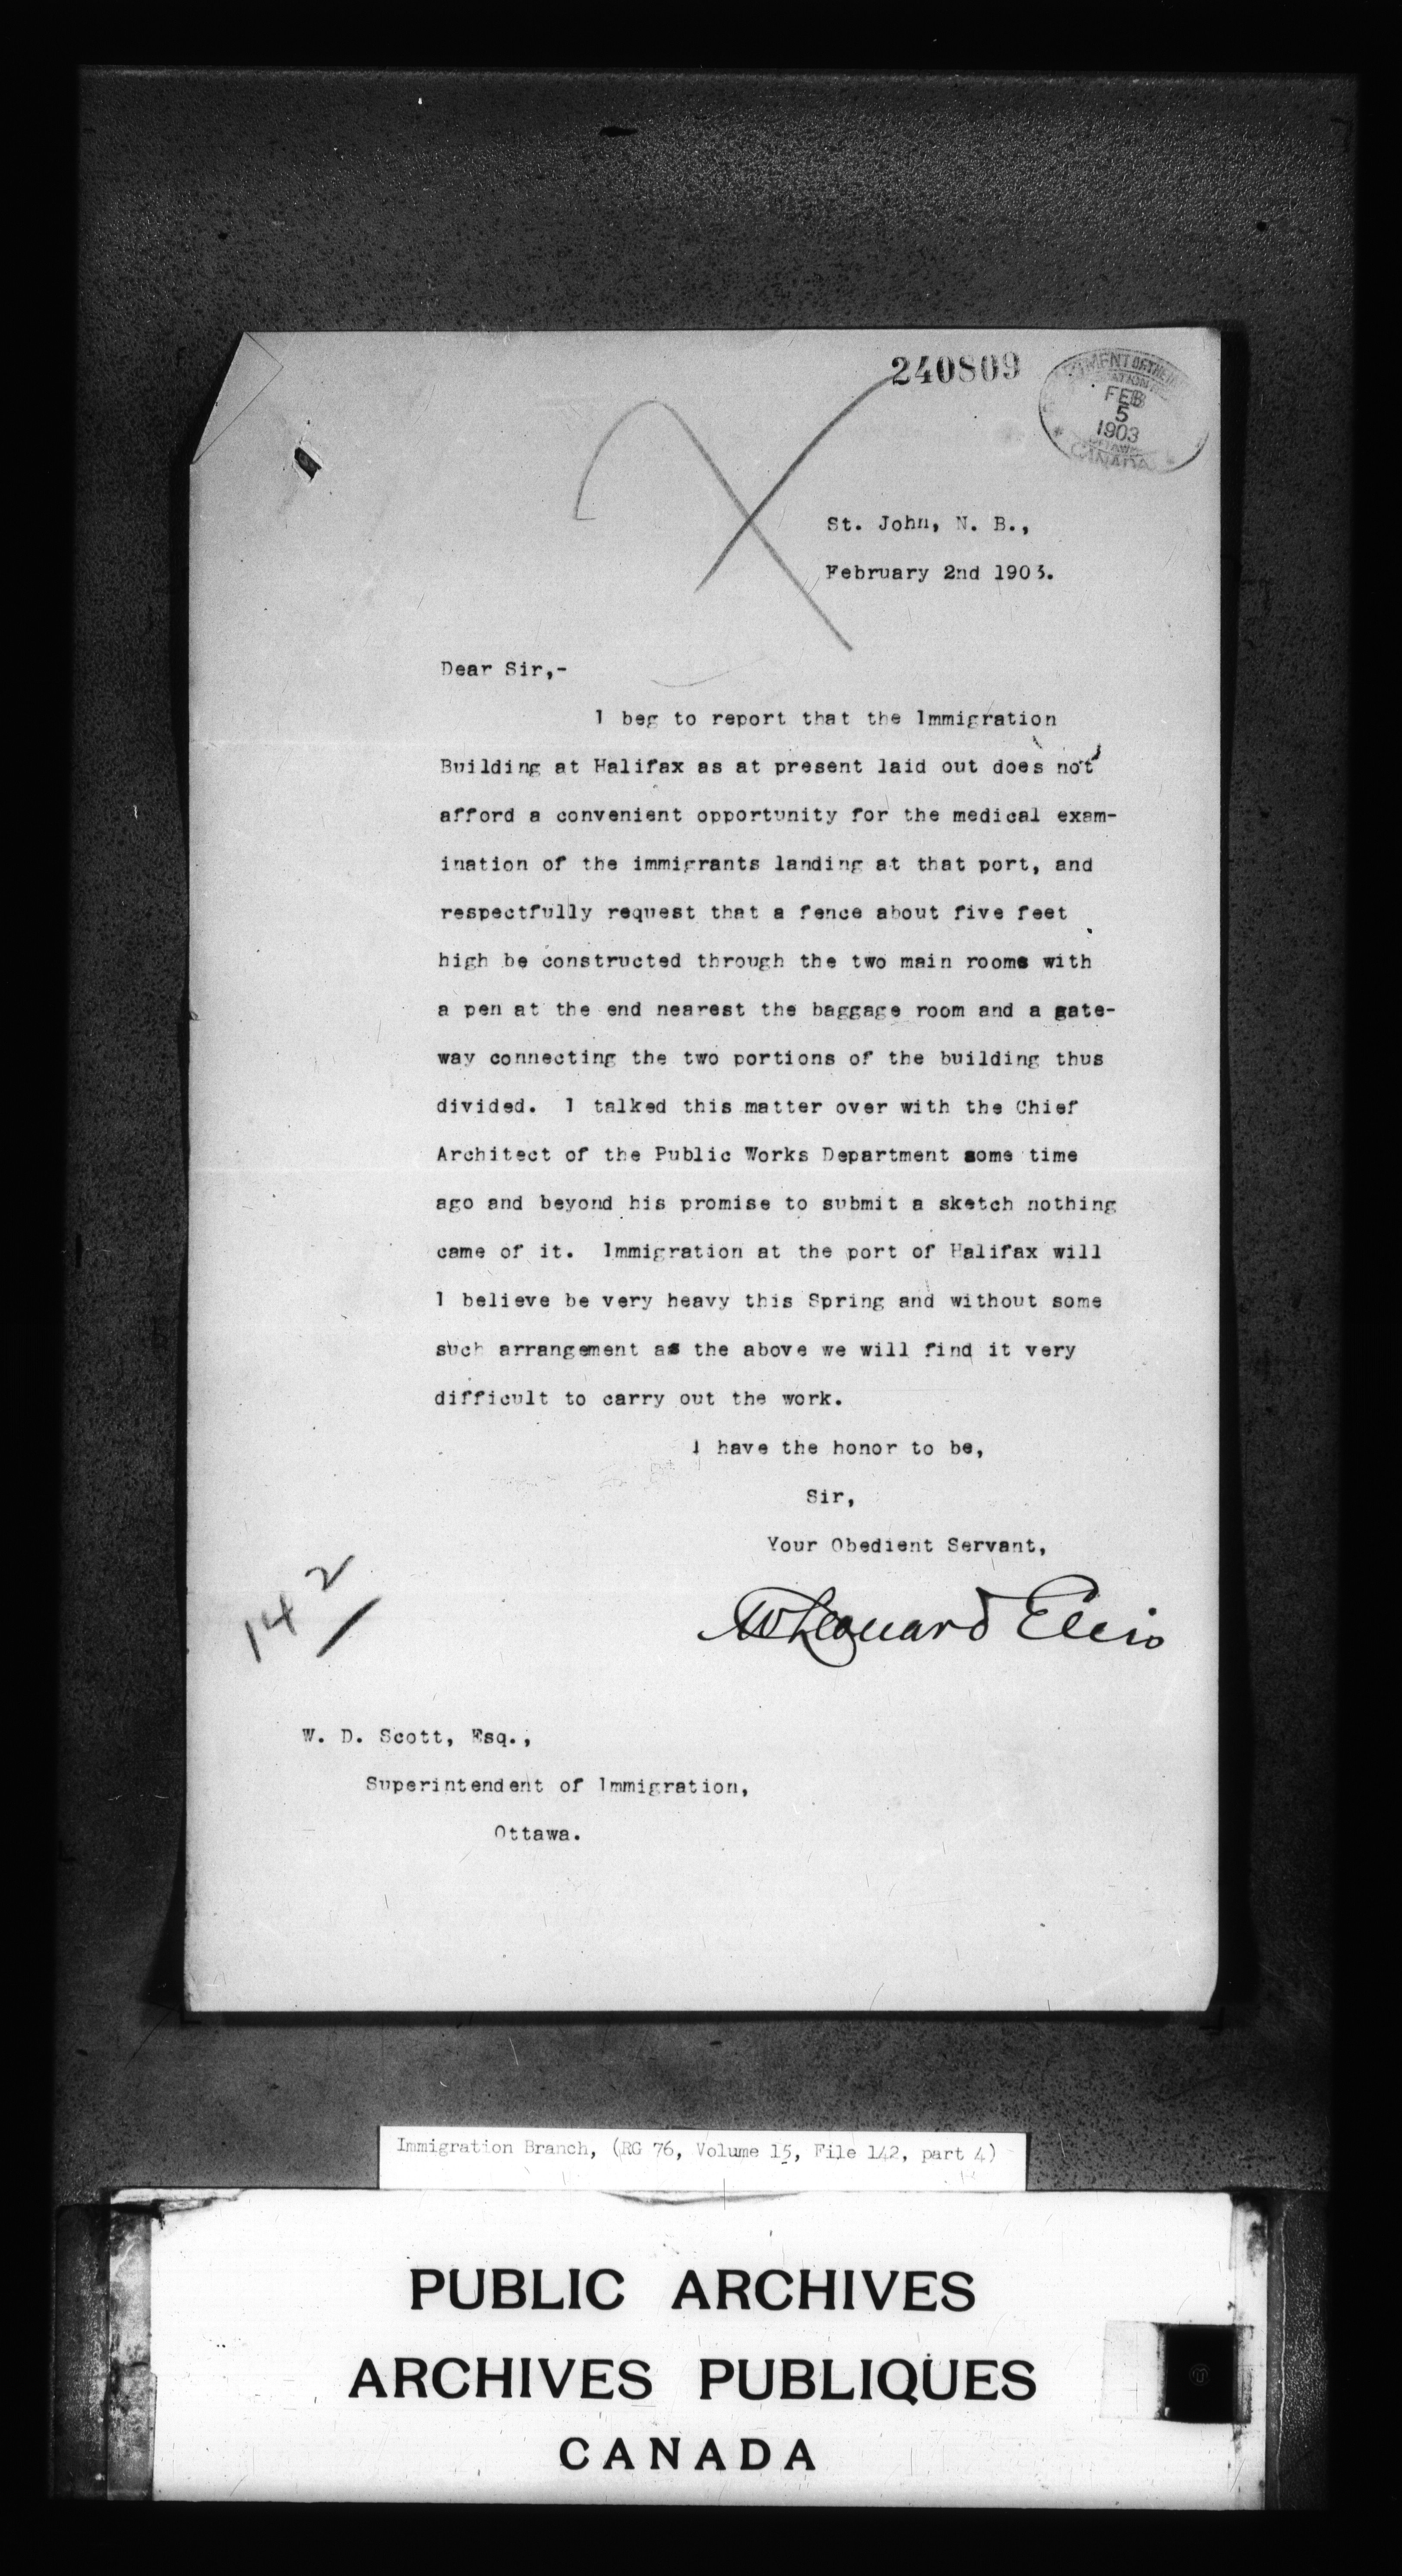 240809
DEPARTMENT OF THE INTERIOR
FEB
5
1903
OTTAWA
CANADA
St. John, N. B.,
February 2nd 1903.
Dear Sir,-
I beg to report that the Immigration
Building at Halifax as at present laid out does not
afford a convenient opportunity for the medical exam-
ination of the immigrants landing at that port, and
respectfully request that a fence about five feet
high be constructed through the two main rooms with
a pen at the end nearest the baggage room and a gate-
way connecting the two portions of the building thus
divided. I talked this matter over with the Chief
Architect of the Public Works Department some time
ago and beyond his promise to submit a sketch nothing
came of it. Immigration at the port of Halifax will
I believe be very heavy this Spring and without some
such arrangement as the above we will find it very
difficult to carry out the work.
I have the honor to be,
Sir,
Your Obedient Servant,
W Leonard Ellis
142
W. D. Scott, Esq.,
Superintendent of Immigration,
Ottawa.
Immigration Branch, (RG 76, Volume 15, File 142, part 4)
PUBLIC ARCHIVES
ARCHIVES PUBLIQUES
CANADA